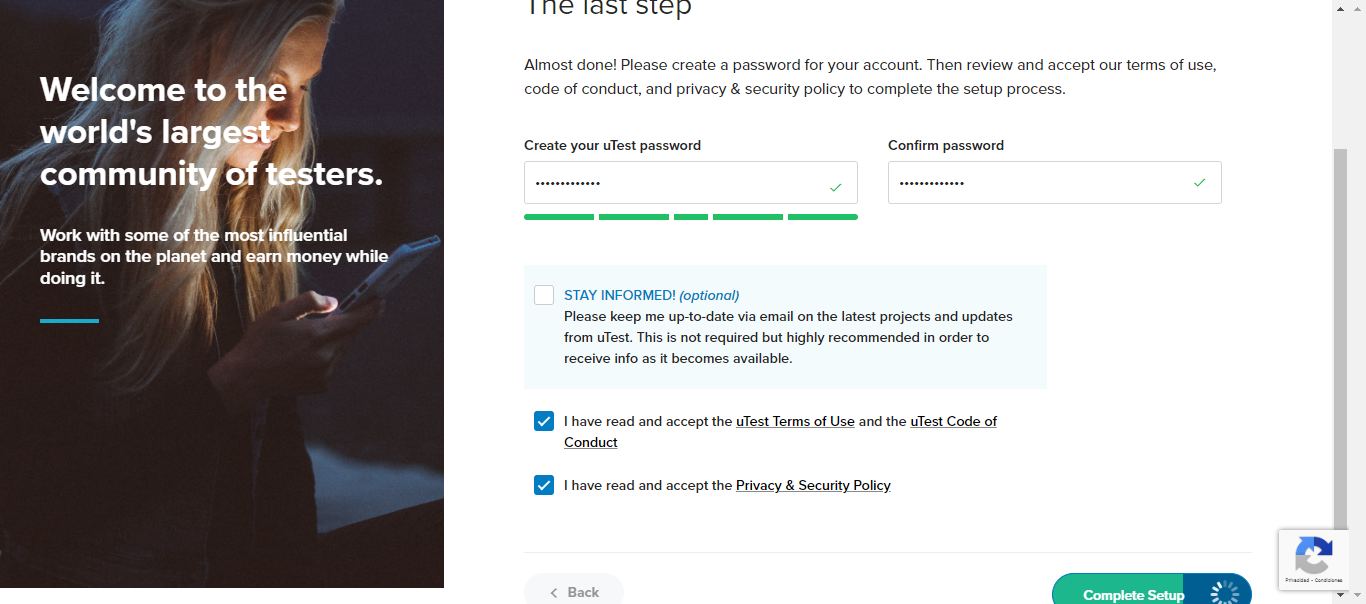 The last step
Welcome to the
world's largest
community of testers.
Work with some of the most influential
brands on the planet and earn money while
doing it.
Almost done! Please create a password for your account. Then review and accept our terms of use,
code of conduct, and privacy & security policy to complete the setup process.
Create your uTest password
Confirm password
•••••••••••••
•••••••••••••
STAY INFORMED! (optional)
Please keep me up-to-date via email on the latest projects and updates
from uTest. This is not required but highly recommended in order to
receive info as it becomes available.
I have read and accept the uTest Terms of Use and the uTest Code of
Conduct
I have read and accept the Privacy & Security Policy
Back
Complete Setup
Privacidad - Condiciones